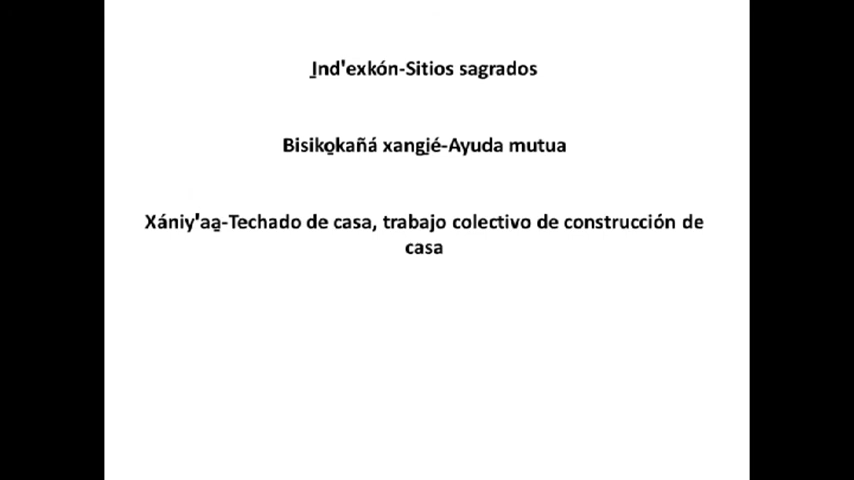 I̱nd'exkón-Sitios sagrados
Bisiko̱kañá xangi̱é-Ayuda mutua
Xániy'aa̱-Techado de casa, trabajo colectivo de construcción de
casa